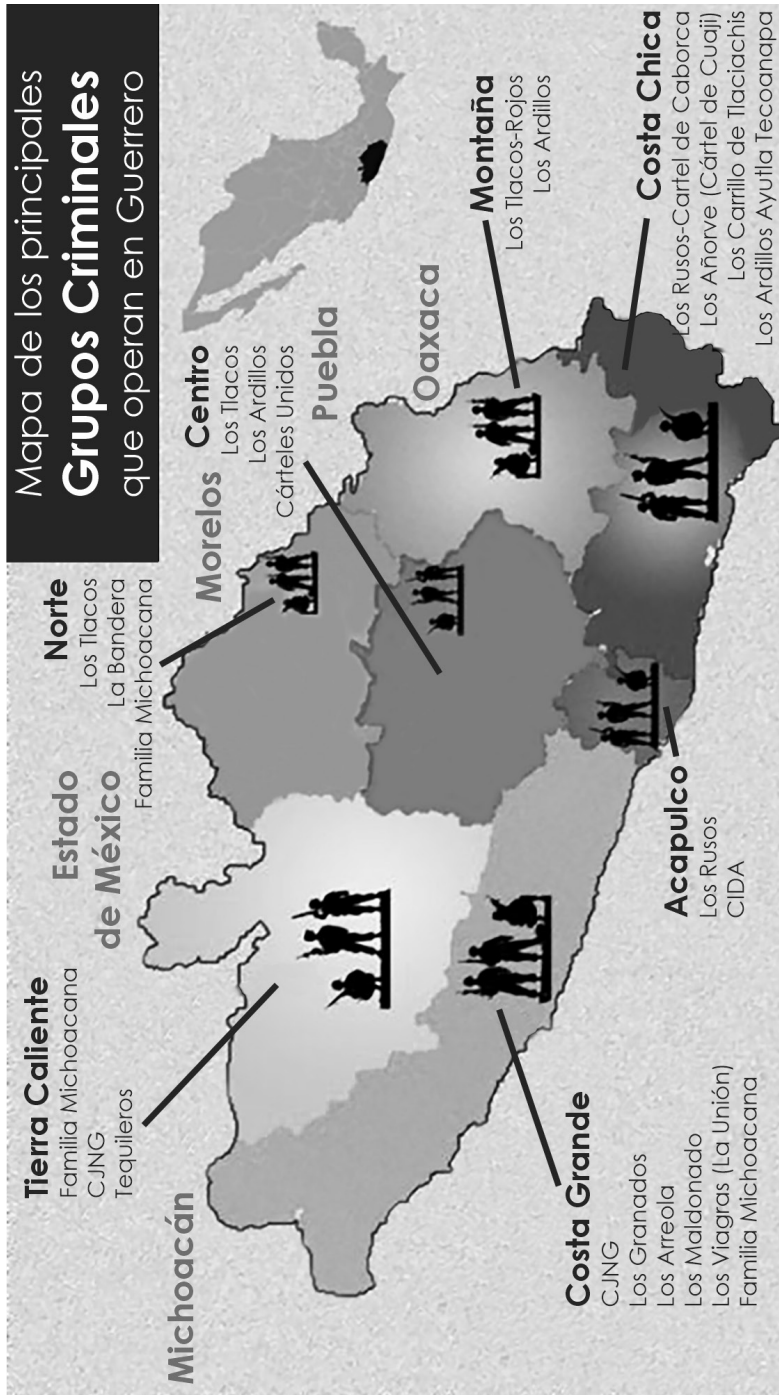 Mapa de los principales
Grupos Criminales
que operan en Guerrero
Tierra Caliente
Familia Michoacana
CJNG
Tequileros
Norte
Los Tlacos
La Bandera
Familia Michoacana
Centro
Los Tlacos
Los Ardillos
Cárteles Unidos
Montaña
Los Tlacos-Rojos
Los Ardillos
Costa Chica
Los Rusos-Cartel de Caborca
Los Añorve (Cártel de Cuaji)
Los Carrillo de Tlaciachis
Los Ardillos Ayutla Tecoanapa
Acapulco
Los Rusos
CIDA
Costa Grande
CJNG
Los Granados
Los Arreola
Los Maldonado
Los Viagras (La Unión)
Familia Michoacana
Michoacán
Estado
de México
Morelos
Puebla
Oaxaca